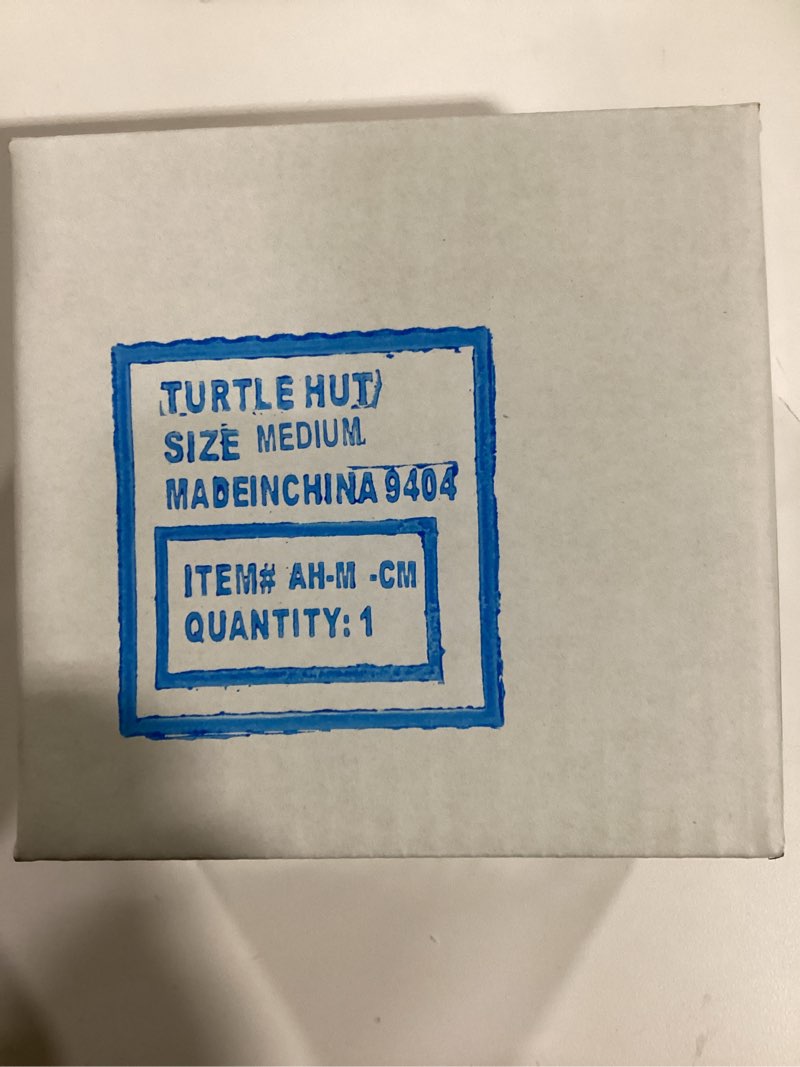 TURTLE HUT
SIZE MEDIUM
MADEINCHINA 9404
ITEM# AH-M -CM
QUANTITY: 1